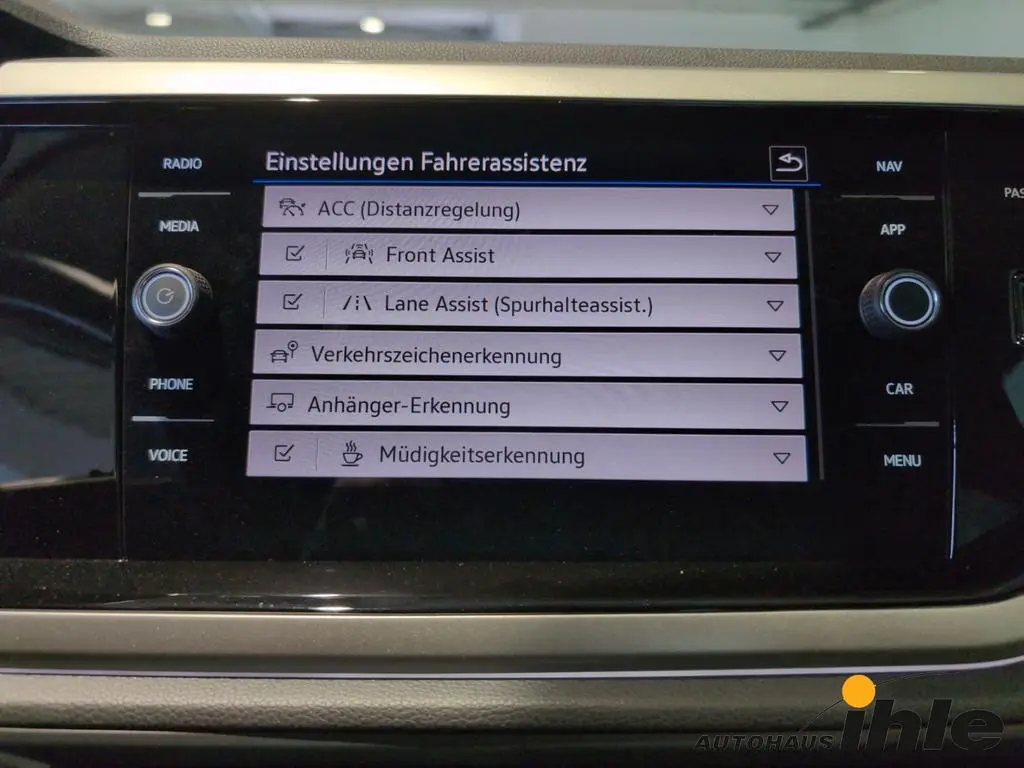 RADIO
MEDIA
PHONE
VOICE
Einstellungen Fahrerassistenz
ACC (Distanzregelung)
Front Assist
Lane Assist (Spurhalteassist.)
Verkehrszeichenerkennung
Anhänger-Erkennung
Müdigkeitserkennung
NAV
APP
CAR
MENU
PAS
AUTOHAUS ihle